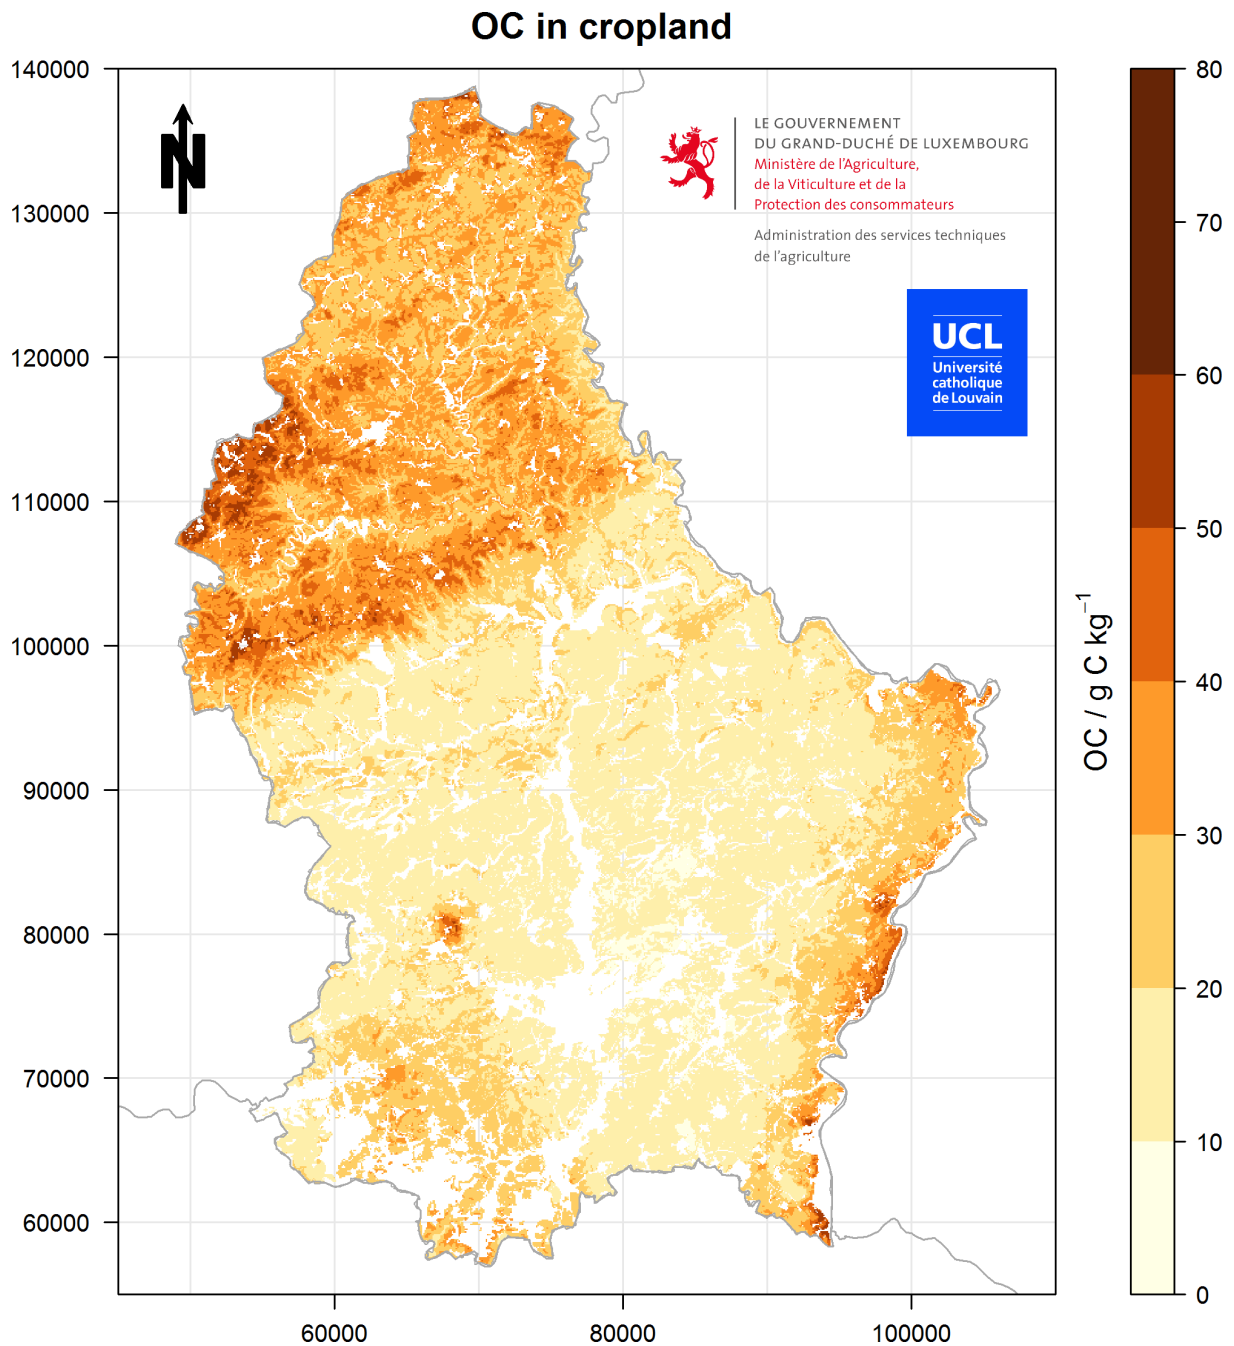 OC in cropland
140000
130000
120000
110000
100000
90000
80000
70000
60000
60000
80000
100000
N
LE GOUVERNEMENT
DU GRAND-DUCHÉ DE LUXEMBOURG
Ministère de l'Agriculture,
de la Viticulture et de la
Protection des consommateurs
Administration des services techniques
de l'agriculture
UCL
Université
catholique
de Louvain
80
70
60
50
40
30
20
10
0
OC / g C kg⁻¹